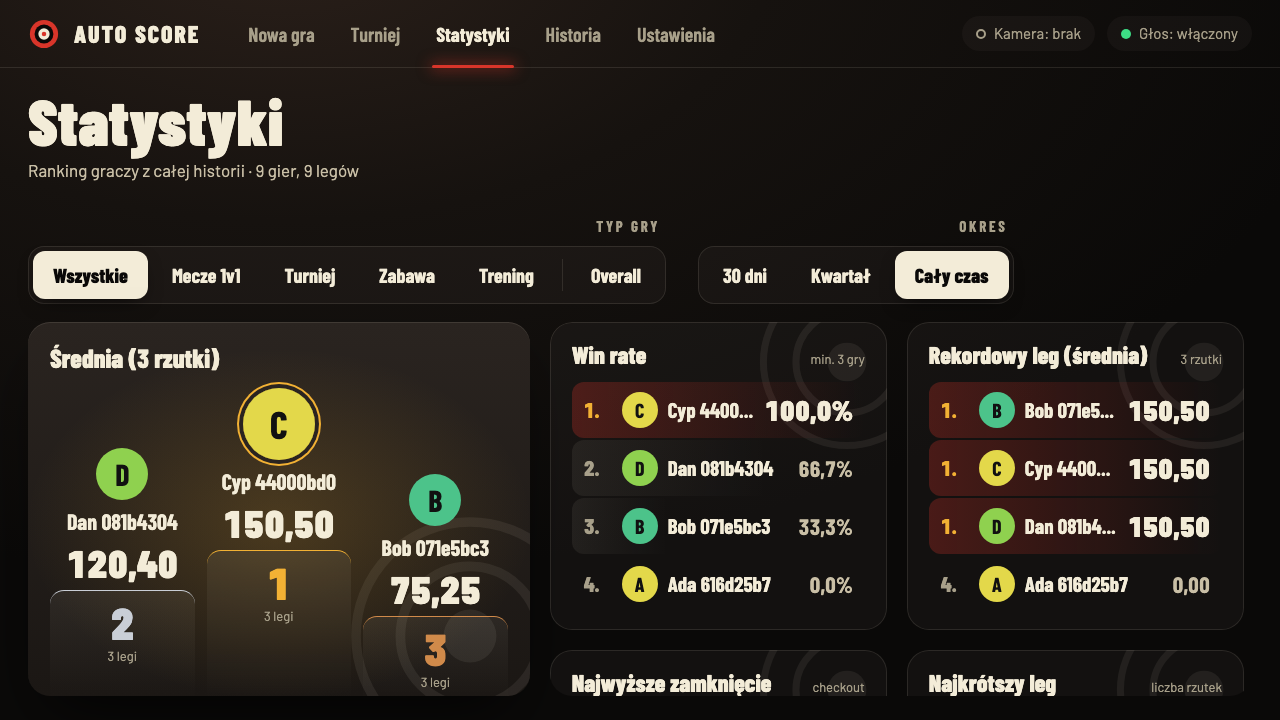 AUTO SCORE
Nowa gra
Turniej
Statystyki
Historia
Ustawienia
Kamera: brak
Głos: włączony
Statystyki
Ranking graczy z całej historii · 9 gier, 9 legów
TYP GRY
Wszystkie
Mecze 1v1
Turniej
Zabawa
Trening
Overall
OKRES
30 dni
Kwartał
Cały czas
Średnia (3 rzutki)
D
Dan 081b4304
120,40
2
3 legi
C
Cyp 44000bd0
150,50
1
3 legi
B
Bob 071e5bc3
75,25
3
3 legi
Win rate
min. 3 gry
1. C Cyp 4400... 100,0%
2. D Dan 081b4304 66,7%
3. B Bob 071e5bc3 33,3%
4. A Ada 616d25b7 0,0%
Rekordowy leg (średnia)
3 rzutki
1. B Bob 071e5... 150,50
1. C Cyp 4400... 150,50
1. D Dan 081b4... 150,50
4. A Ada 616d25b7 0,00
Najwyższe zamknięcie
checkout
Najkrótszy leg
liczba rzutek